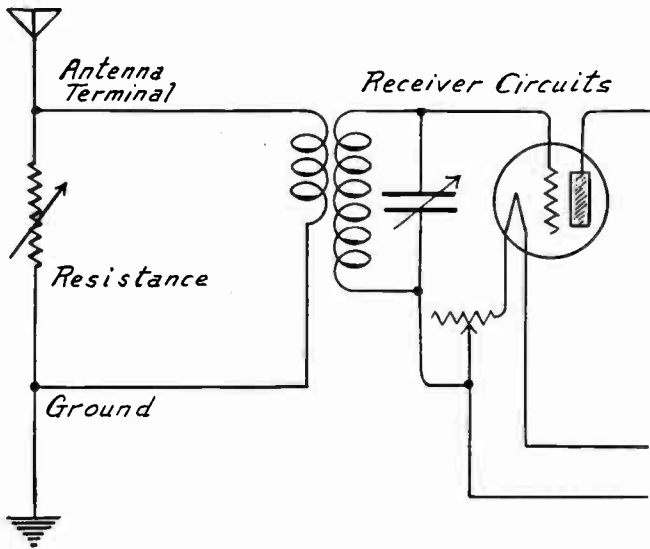 Antenna
Terminal
Receiver Circuits
Resistance
Ground